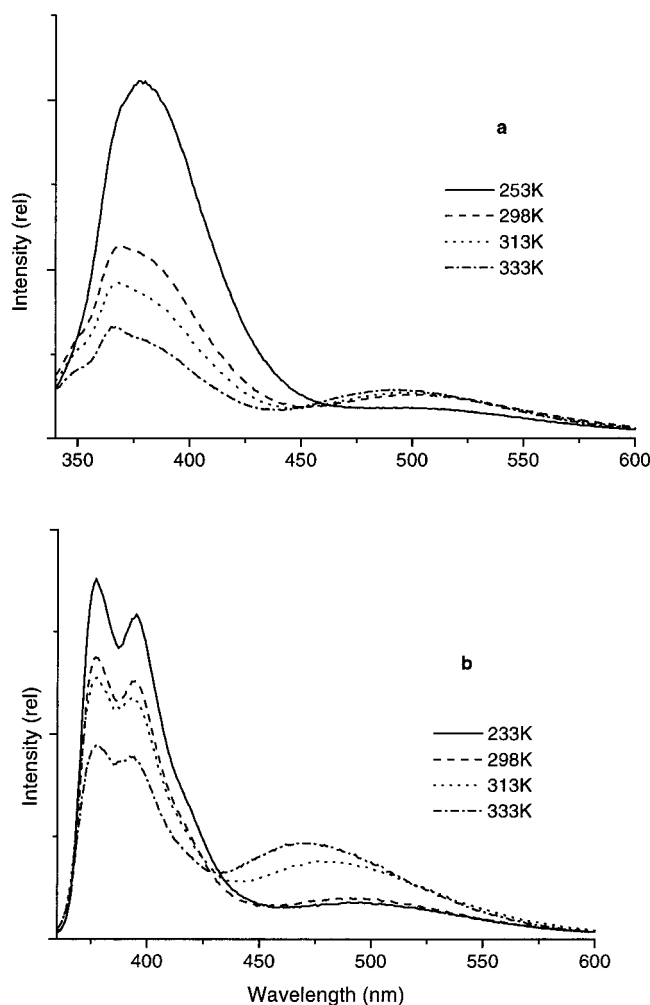 a
253K
298K
313K
333K
Intensity (rel)
350
400
450
500
550
600
b
233K
298K
313K
333K
Intensity (rel)
400
450
500
550
600
Wavelength (nm)